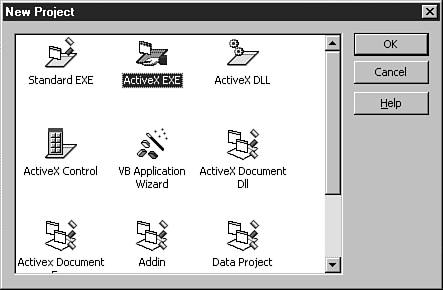 New Project
Standard EXE ActiveX EXE ActiveX DLL
ActiveX Control VB Application Wizard ActiveX Document Dll
Activex Document Addin Data Project
OK
Cancel
Help